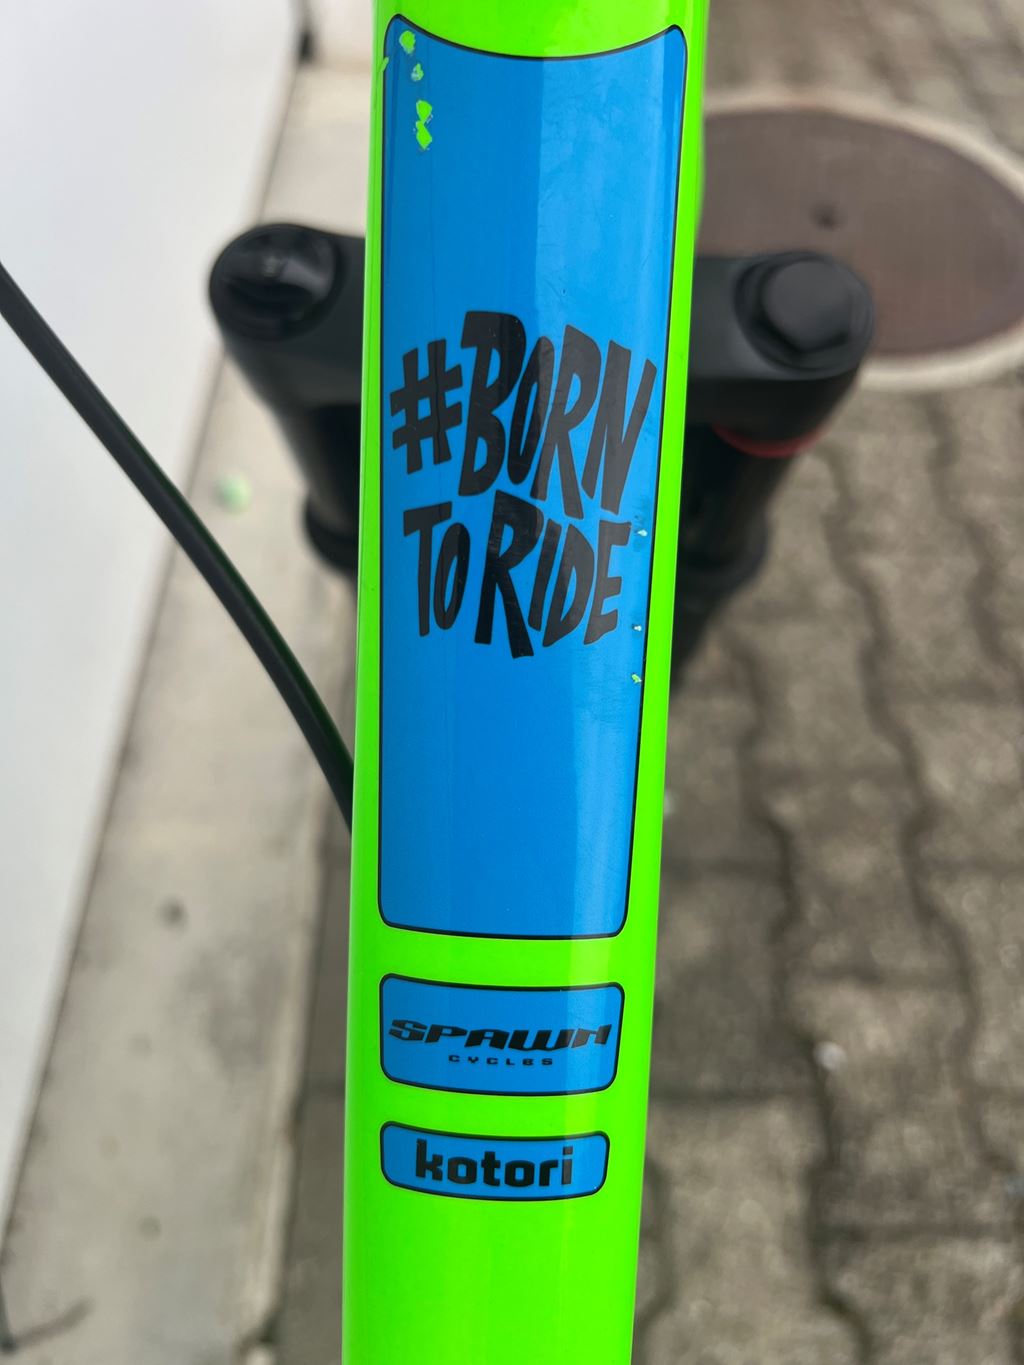 #BORN
TO RIDE
SPAWN
CYCLES
kotori